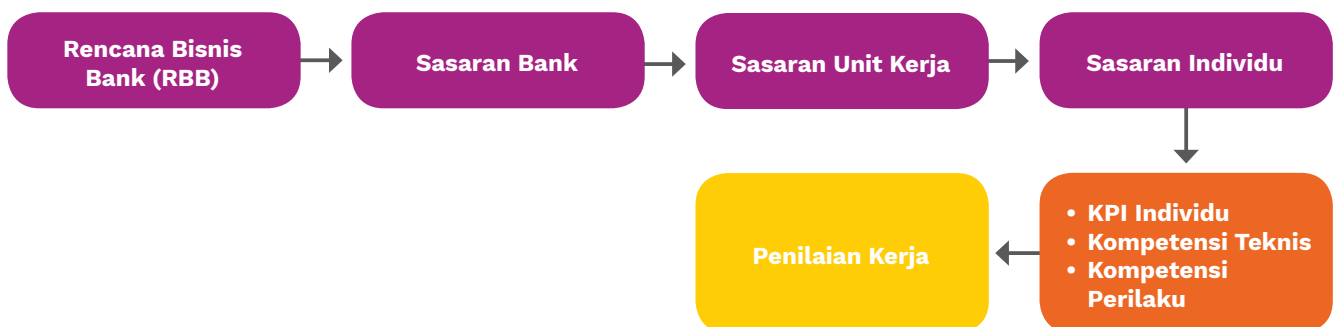 Rencana Bisnis
Bank (RBB)
Sasaran Bank
Sasaran Unit Kerja
Sasaran Individu
• KPI Individu
• Kompetensi Teknis
• Kompetensi
Perilaku
Penilaian Kerja